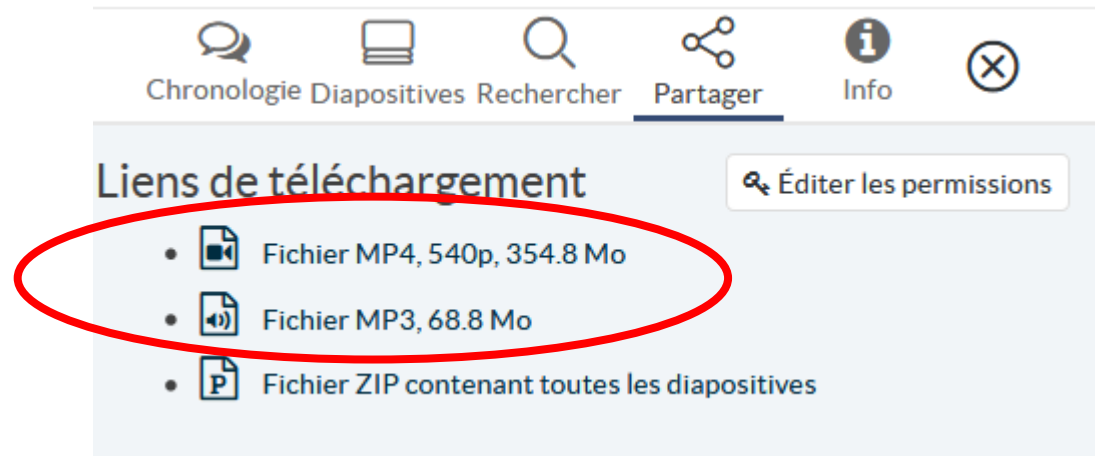 Chronologie Diapositives Rechercher Partager Info
Liens de téléchargement
Éditer les permissions
Fichier MP4, 540p, 354.8 Mo
Fichier MP3, 68.8 Mo
P Fichier ZIP contenant toutes les diapositives